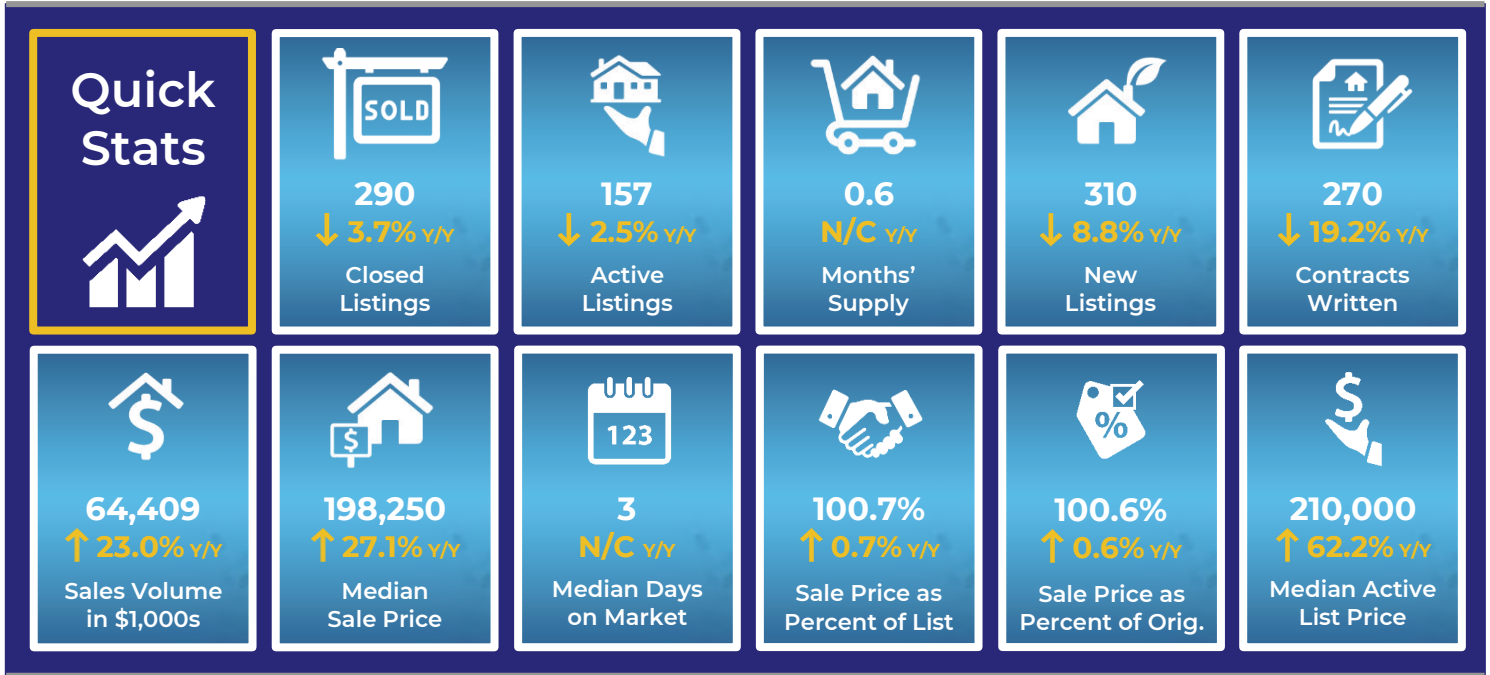 Quick
Stats
SOLD
290
↓ 3.7% Y/Y
Closed
Listings
157
↓ 2.5% Y/Y
Active
Listings
0.6
N/C Y/Y
Months’
Supply
310
↓ 8.8% Y/Y
New
Listings
270
↓ 19.2% Y/Y
Contracts
Written
$
64,409
↑ 23.0% Y/Y
Sales Volume
in $1,000s
$
198,250
↑ 27.1% Y/Y
Median
Sale Price
123
3
N/C Y/Y
Median Days
on Market
100.7%
↑ 0.7% Y/Y
Sale Price as
Percent of List
%
100.6%
↑ 0.6% Y/Y
Sale Price as
Percent of Orig.
$
210,000
↑ 62.2% Y/Y
Median Active
List Price